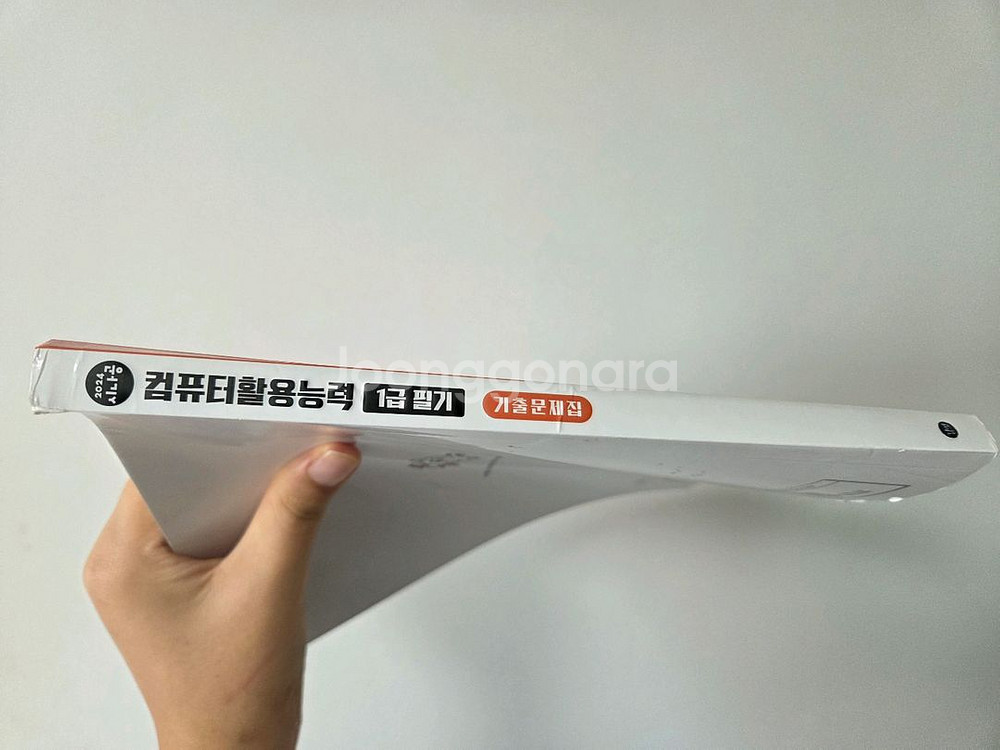 2024
시나공
컴퓨터활용능력 1급 필기 기출문제집
joonggonara